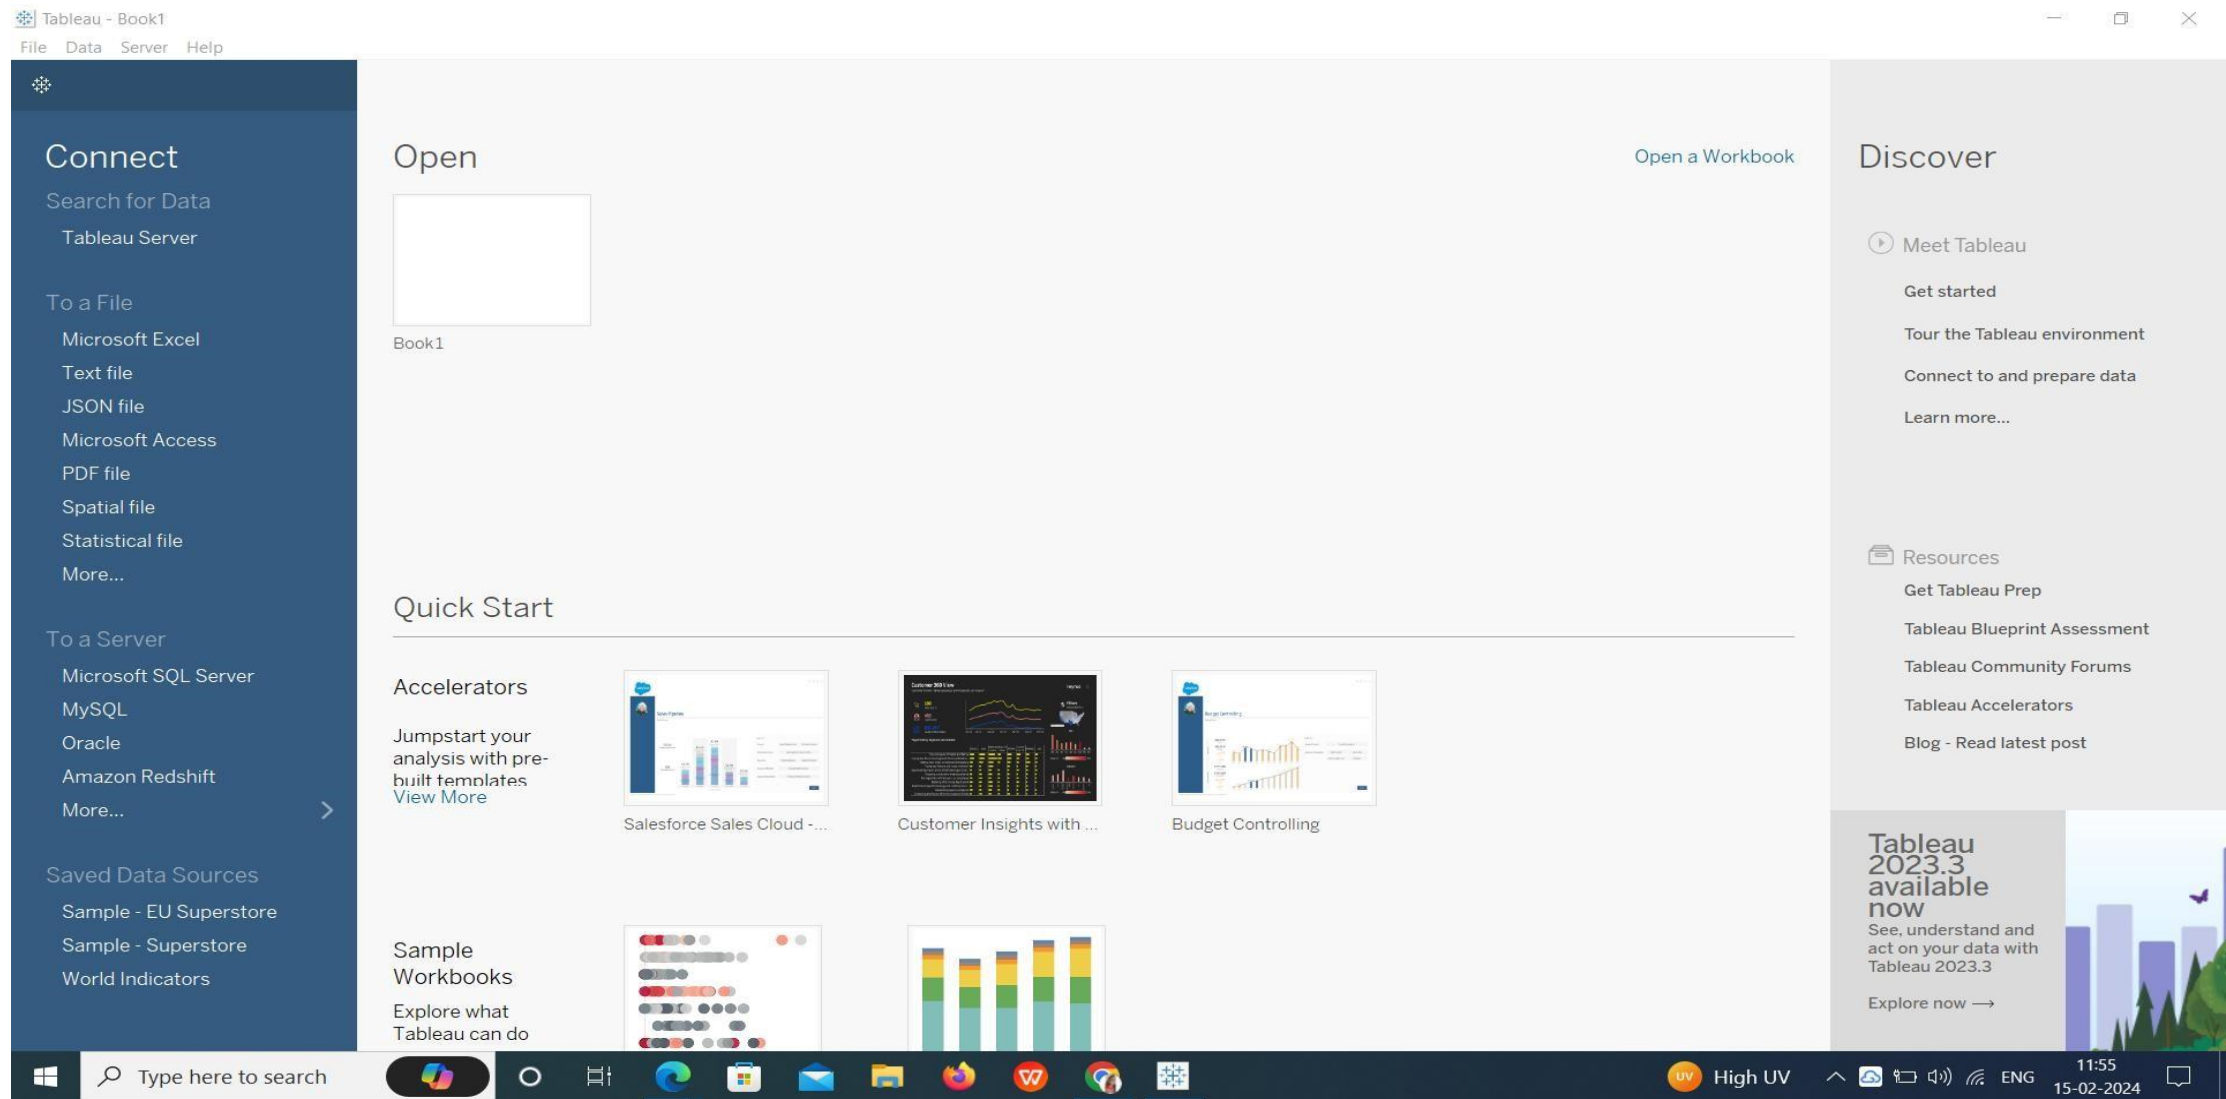 Tableau - Book1
File Data Server Help
Connect
Search for Data
Tableau Server
To a File
Microsoft Excel
Text file
JSON file
Microsoft Access
PDF file
Spatial file
Statistical file
More...
To a Server
Microsoft SQL Server
MySQL
Oracle
Amazon Redshift
More...
Saved Data Sources
Sample - EU Superstore
Sample - Superstore
World Indicators
Open
Open a Workbook
Book1
Quick Start
Accelerators
Jumpstart your
analysis with pre-
built templates
View More
Customer 360 View
Budget Controlling
Salesforce Sales Cloud -...
Customer Insights with ...
Budget Controlling
Sample
Workbooks
Explore what
Tableau can do
Discover
Meet Tableau
Get started
Tour the Tableau environment
Connect to and prepare data
Learn more...
Resources
Get Tableau Prep
Tableau Blueprint Assessment
Tableau Community Forums
Tableau Accelerators
Blog - Read latest post
Tableau
2023.3
available
now
See, understand and
act on your data with
Tableau 2023.3
Explore now →
Type here to search
UV High UV
ENG
11:55
15-02-2024